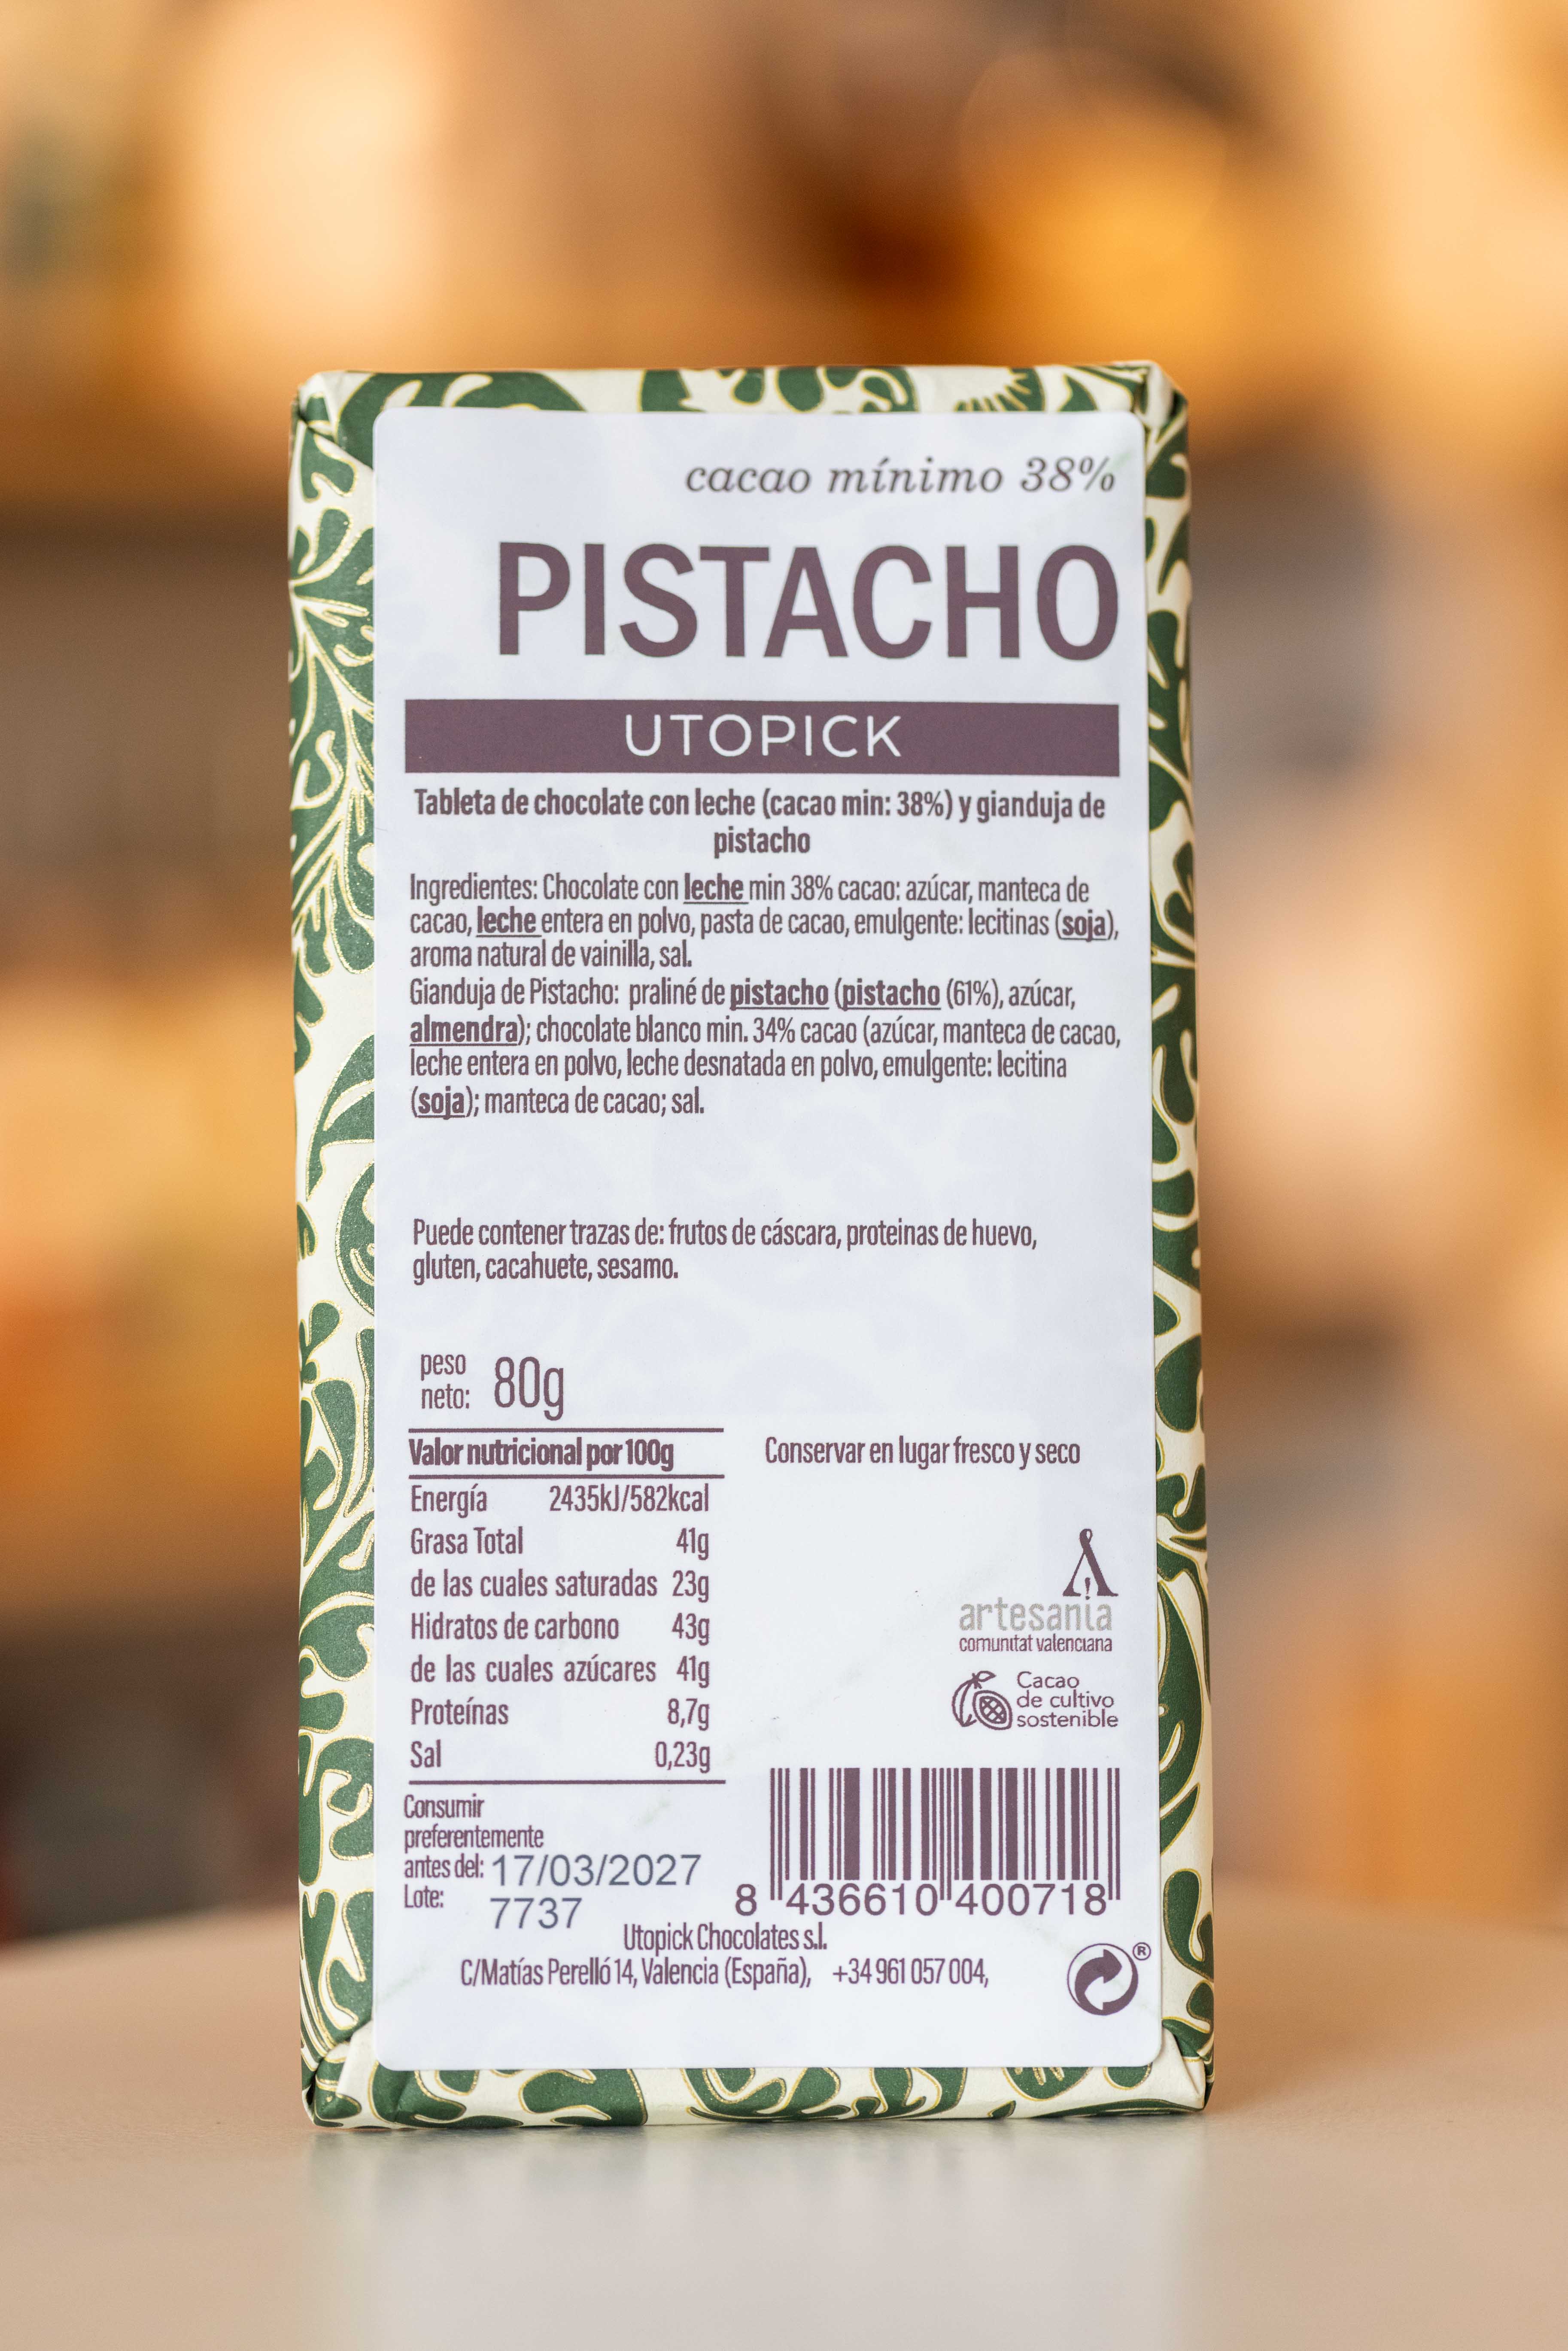 cacao mínimo 38%
PISTACHO
UTOPICK
Tableta de chocolate con leche (cacao min: 38%) y gianduja de
pistacho
Ingredientes: Chocolate con leche min 38% cacao: azúcar, manteca de
cacao, leche entera en polvo, pasta de cacao, emulgente: lecitinas (soja),
aroma natural de vainilla, sal.
Gianduja de Pistacho: praliné de pistacho (pistacho (61%), azúcar,
almendra); chocolate blanco min. 34% cacao (azúcar, manteca de cacao,
leche entera en polvo, leche desnatada en polvo, emulgente: lecitina
(soja); manteca de cacao; sal.
Puede contener trazas de: frutos de cáscara, proteinas de huevo,
gluten, cacahuete, sesamo.
peso
neto: 80g
Valor nutricional por 100g
Energía 2435kJ/582kcal
Grasa Total 41g
de las cuales saturadas 23g
Hidratos de carbono 43g
de las cuales azúcares 41g
Proteínas 8,7g
Sal 0,23g
Conservar en lugar fresco y seco
artesanía
comunitat valenciana
Cacao
de cultivo
sostenible
Consumir
preferentemente
antes del: 17/03/2027
Lote: 7737
8 436610 400718
Utopick Chocolates s.l.
C/Matías Perelló 14, Valencia (España), +34 961 057 004,
®